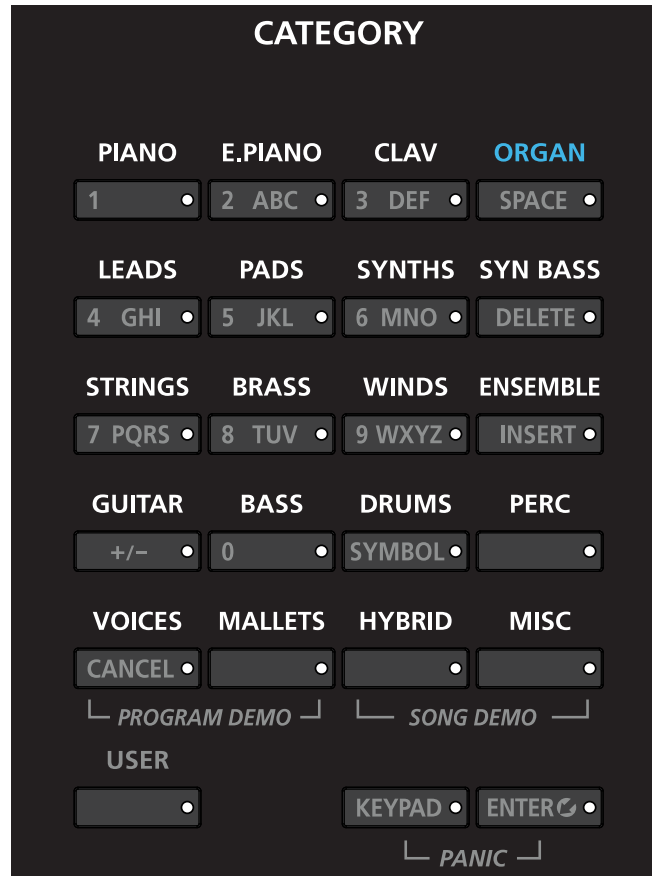 CATEGORY
PIANO E.PIANO CLAV ORGAN
1 2 ABC 3 DEF SPACE
LEADS PADS SYNTHS SYN BASS
4 GHI 5 JKL 6 MNO DELETE
STRINGS BRASS WINDS ENSEMBLE
7 PQRS 8 TUV 9 WXYZ INSERT
GUITAR BASS DRUMS PERC
+/− 0 SYMBOL
VOICES MALLETS HYBRID MISC
CANCEL
PROGRAM DEMO SONG DEMO
USER
KEYPAD ENTER
PANIC